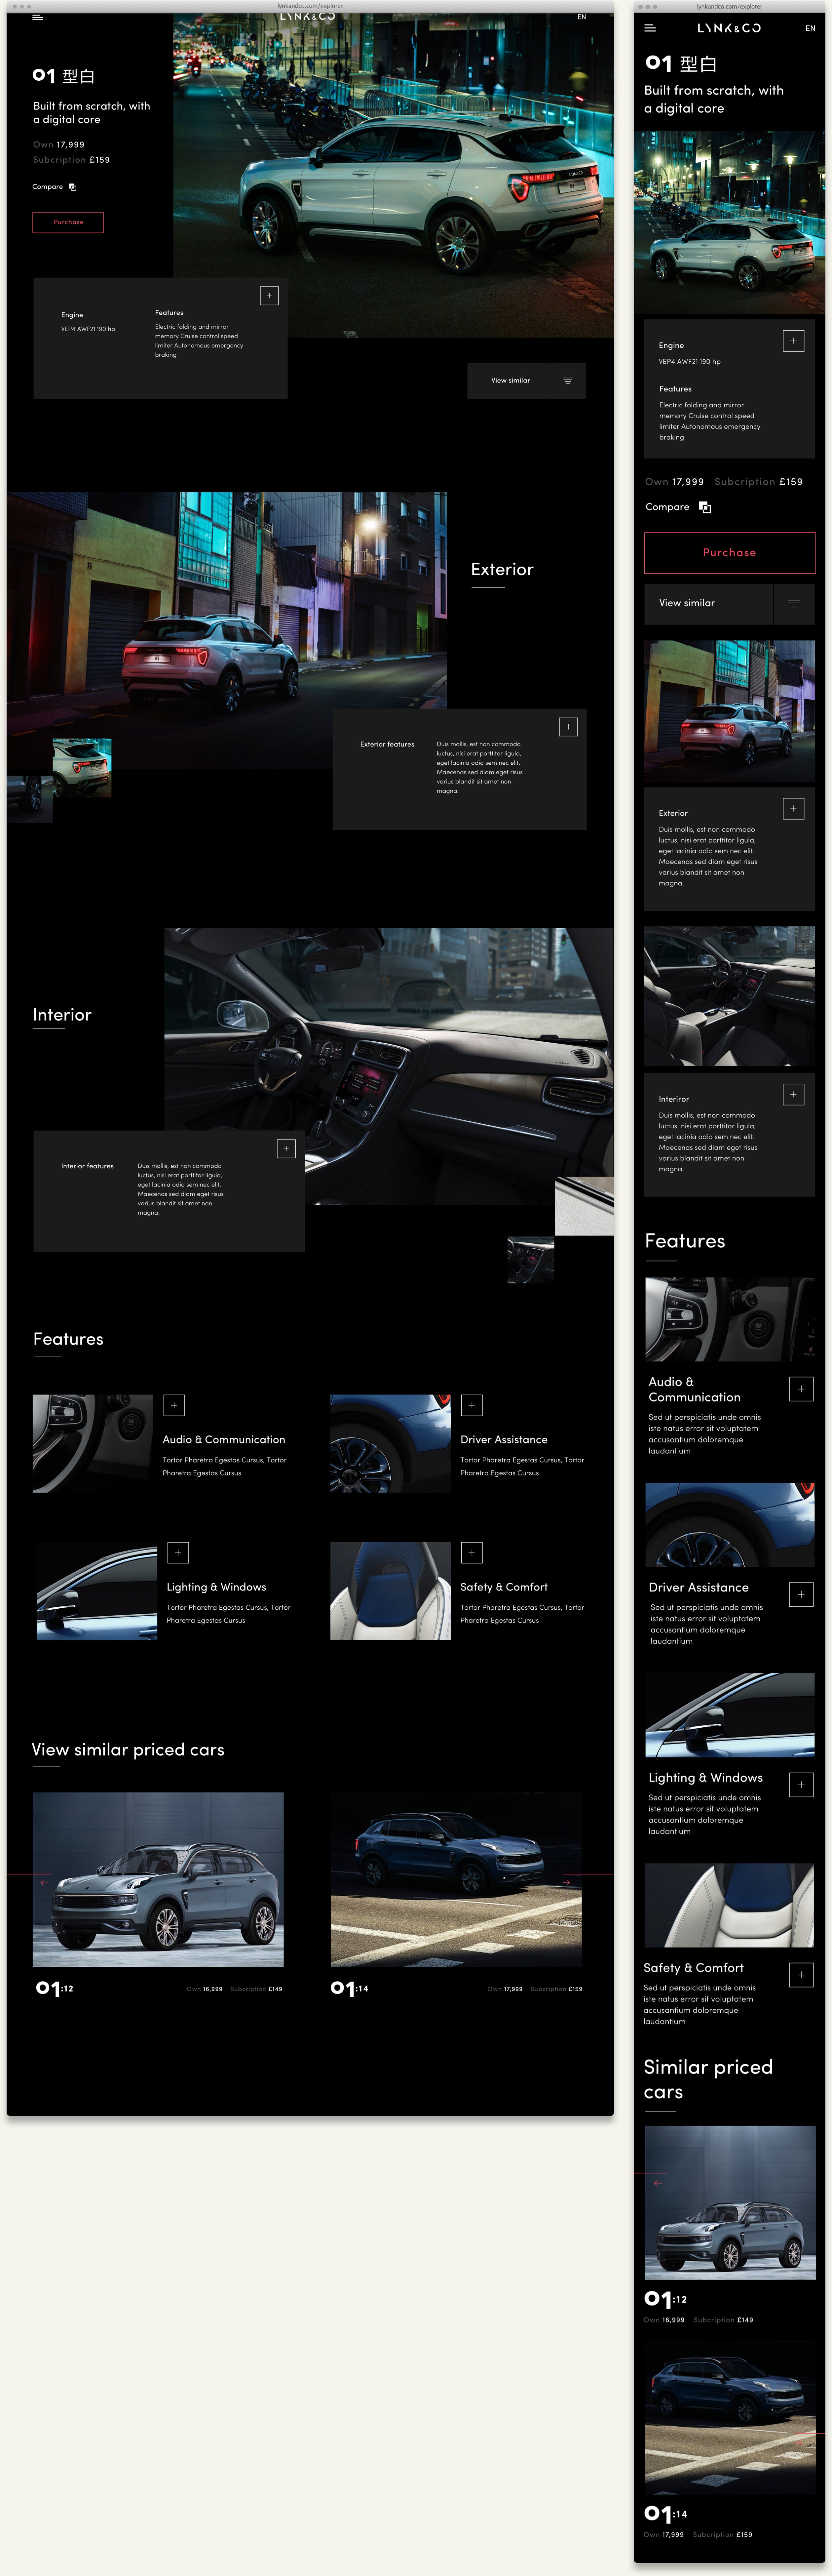 lynkandco.com/explorer
LYNK&CO
EN
01 型白
Built from scratch, with
a digital core
Own 17,999
Subcription £159
Compare
Purchase
Engine
VEP4 AWF21 190 hp
Features
Electric folding and mirror
memory Cruise control speed
limiter Autonomous emergency
braking
View similar
Exterior
Exterior features
Duis mollis, est non commodo
luctus, nisi erat porttitor ligula,
eget lacinia odio sem nec elit.
Maecenas sed diam eget risus
varius blandit sit amet non
magna.
Interior
Interior features
Duis mollis, est non commodo
luctus, nisi erat porttitor ligula,
eget lacinia odio sem nec elit.
Maecenas sed diam eget risus
varius blandit sit amet non
magna.
Features
Audio & Communication
Tortor Pharetra Egestas Cursus, Tortor
Pharetra Egestas Cursus
Driver Assistance
Tortor Pharetra Egestas Cursus, Tortor
Pharetra Egestas Cursus
Lighting & Windows
Tortor Pharetra Egestas Cursus, Tortor
Pharetra Egestas Cursus
Safety & Comfort
Tortor Pharetra Egestas Cursus, Tortor
Pharetra Egestas Cursus
View similar priced cars
01:12
Own 16,999 Subcription £149
01:14
Own 17,999 Subcription £159
lynkandco.com/explorer
LYNK&CO
EN
01 型白
Built from scratch, with
a digital core
Engine
VEP4 AWF21 190 hp
Features
Electric folding and mirror
memory Cruise control speed
limiter Autonomous emergency
braking
Own 17,999 Subcription £159
Compare
Purchase
View similar
Exterior
Duis mollis, est non commodo
luctus, nisi erat porttitor ligula,
eget lacinia odio sem nec elit.
Maecenas sed diam eget risus
varius blandit sit amet non
magna.
Interiror
Duis mollis, est non commodo
luctus, nisi erat porttitor ligula,
eget lacinia odio sem nec elit.
Maecenas sed diam eget risus
varius blandit sit amet non
magna.
Features
Audio &
Communication
Sed ut perspiciatis unde omnis
iste natus error sit voluptatem
accusantium doloremque
laudantium
Driver Assistance
Sed ut perspiciatis unde omnis
iste natus error sit voluptatem
accusantium doloremque
laudantium
Lighting & Windows
Sed ut perspiciatis unde omnis
iste natus error sit voluptatem
accusantium doloremque
laudantium
Safety & Comfort
Sed ut perspiciatis unde omnis
iste natus error sit voluptatem
accusantium doloremque
laudantium
Similar priced
cars
01:12
Own 16,999 Subcription £149
01:14
Own 17,999 Subcription £159